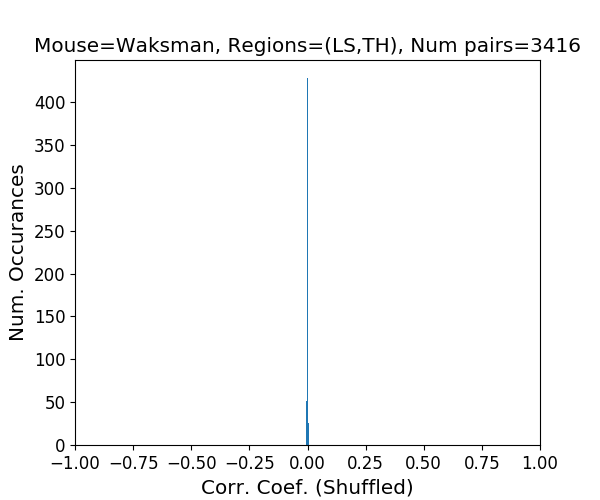 Mouse=Waksman, Regions=(LS,TH), Num pairs=3416
400
350
300
250
200
150
100
50
0
Num. Occurances
−1.00 −0.75 −0.50 −0.25 0.00 0.25 0.50 0.75 1.00
Corr. Coef. (Shuffled)